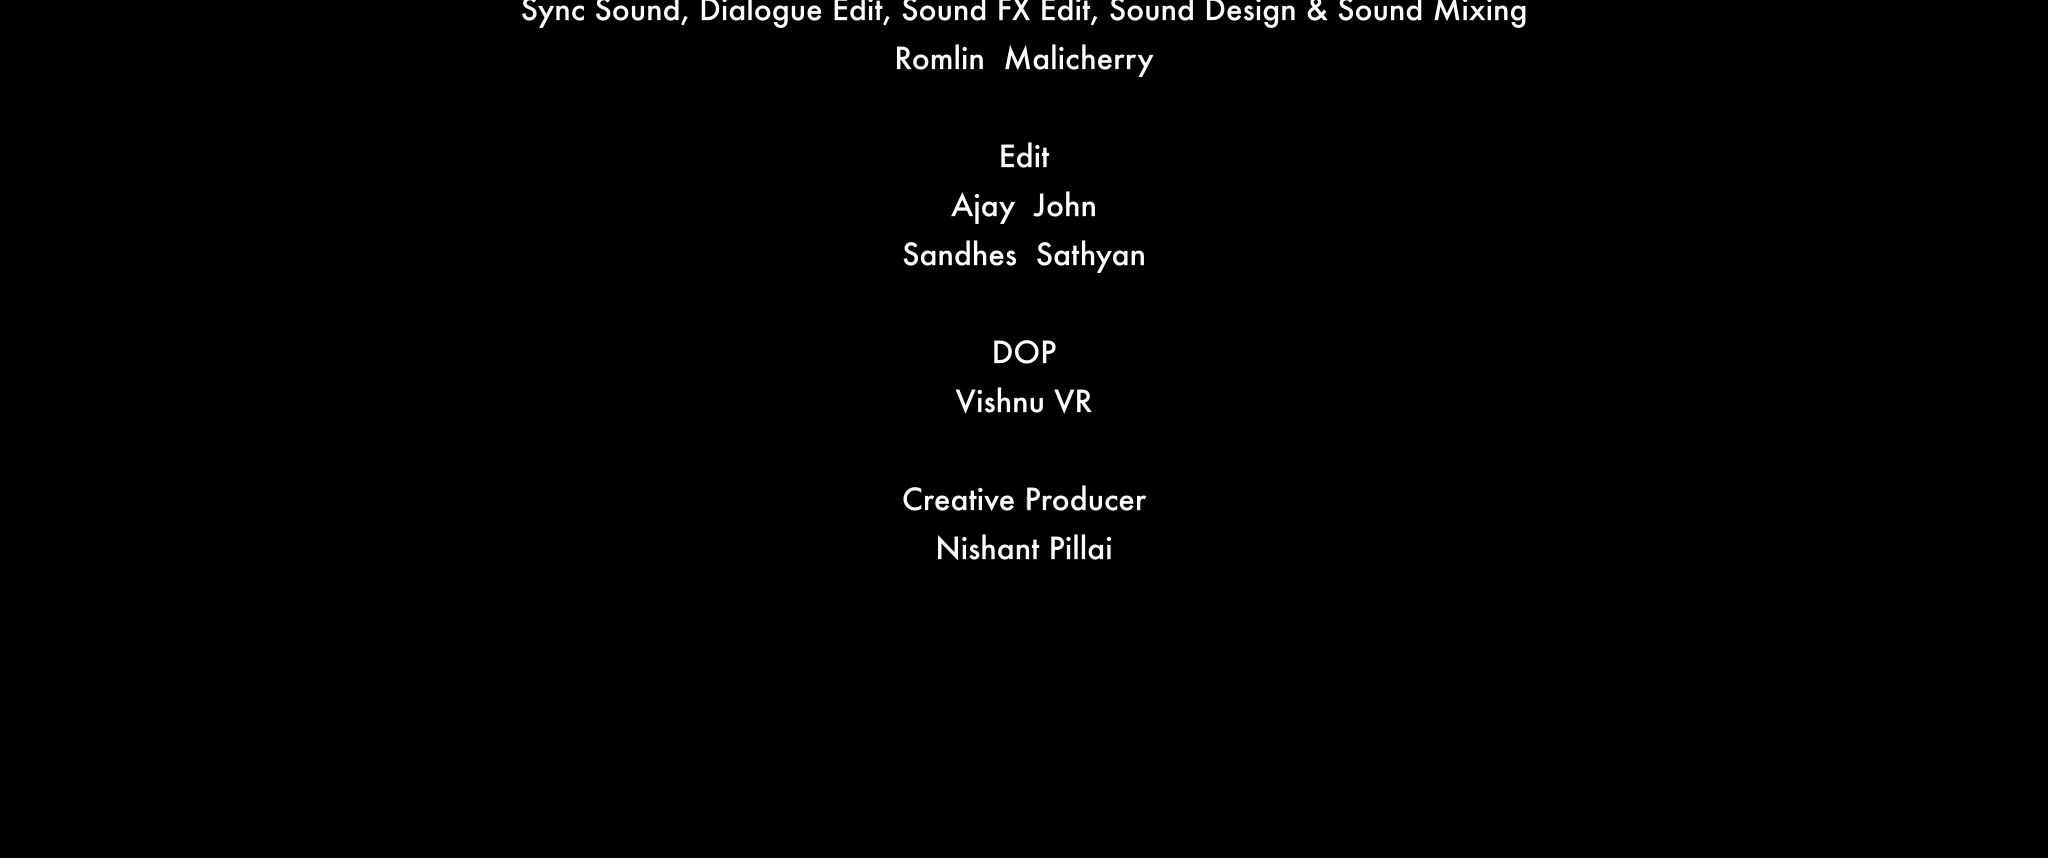 Sync Sound, Dialogue Edit, Sound FX Edit, Sound Design & Sound Mixing
Romlin Malicherry
Edit
Ajay John
Sandhes Sathyan
DOP
Vishnu VR
Creative Producer
Nishant Pillai